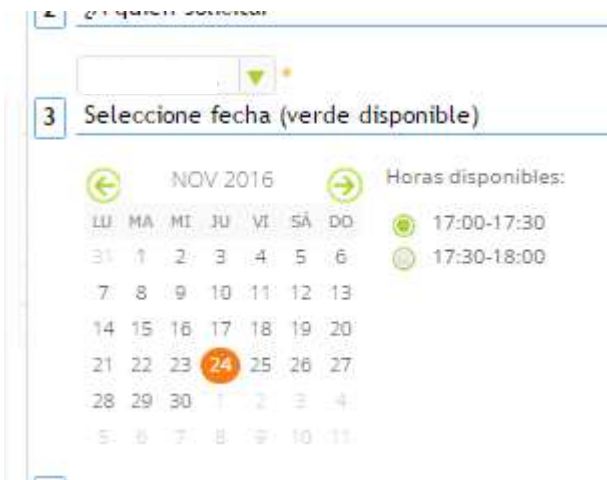 2 ¿A quién solicitar
*
3 Seleccione fecha (verde disponible)
NOV 2016
LU MA MI JU VI SÁ DO
31 1 2 3 4 5 6
7 8 9 10 11 12 13
14 15 16 17 18 19 20
21 22 23 24 25 26 27
28 29 30 1 2 3 4
5 6 7 8 9 10 11
Horas disponibles:
17:00-17:30
17:30-18:00